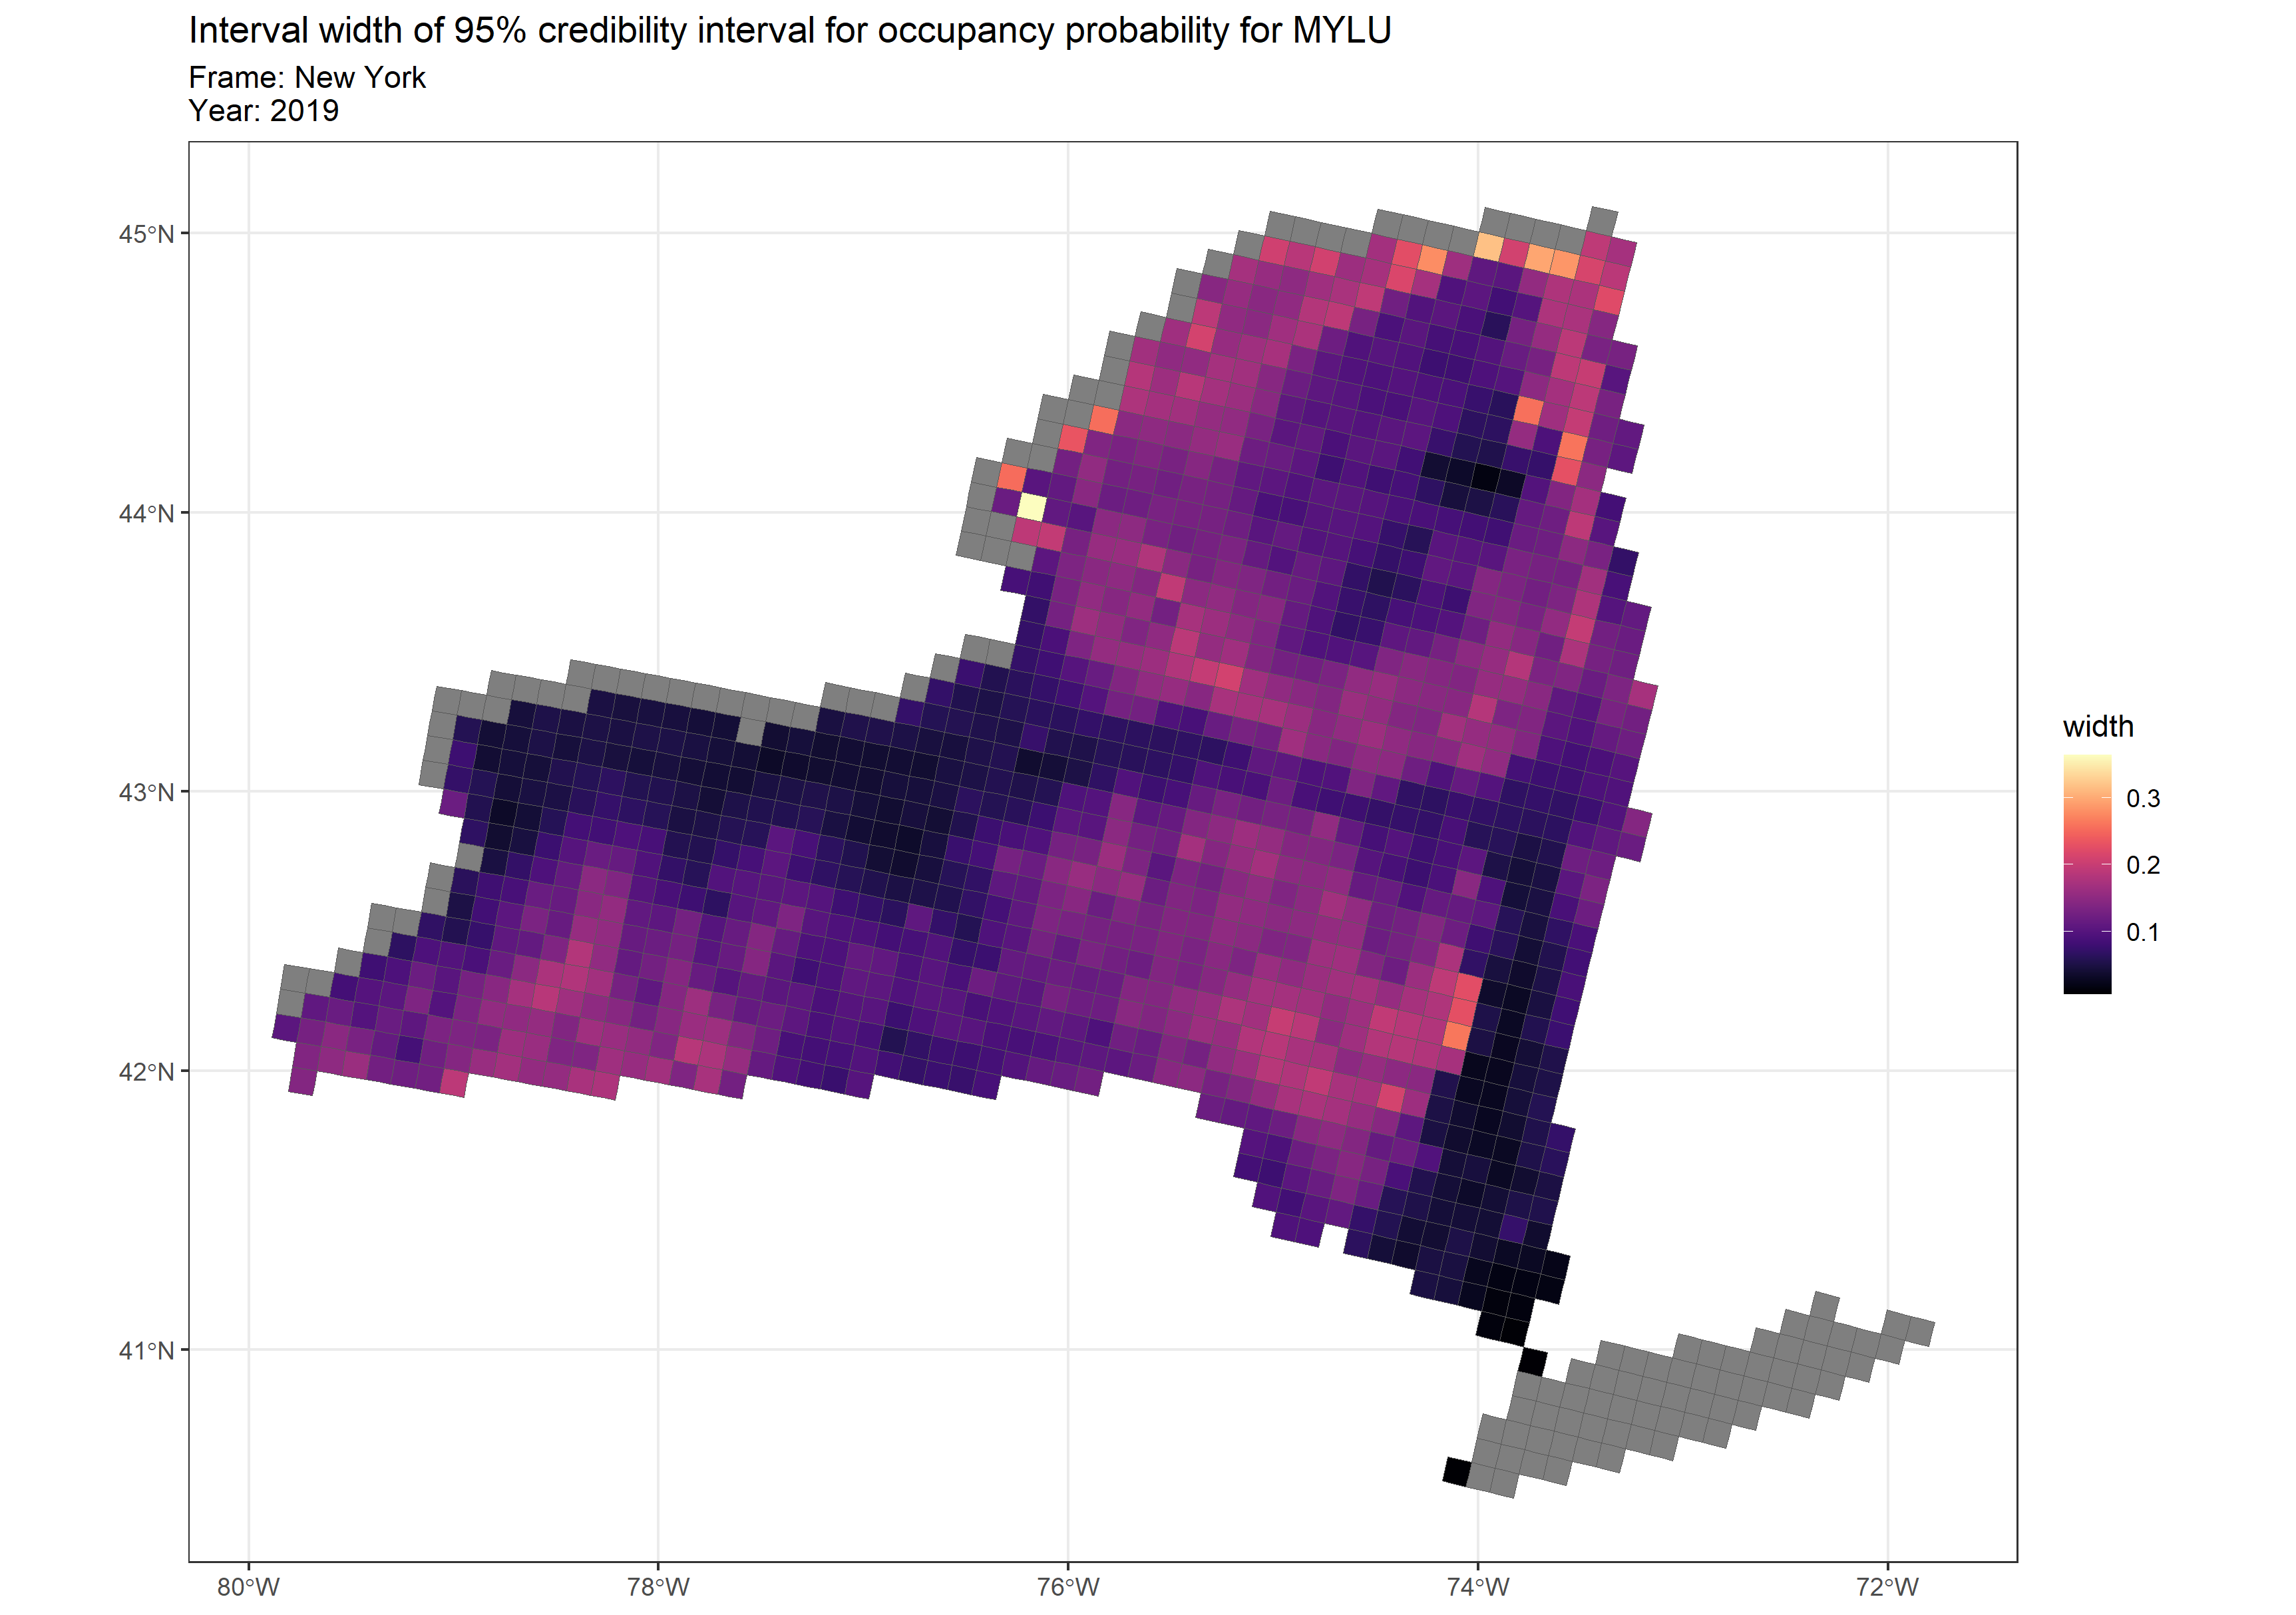 Interval width of 95% credibility interval for occupancy probability for MYLU
Frame: New York
Year: 2019
45°N
44°N
43°N
42°N
41°N
80°W
78°W
76°W
74°W
72°W
width
0.3
0.2
0.1